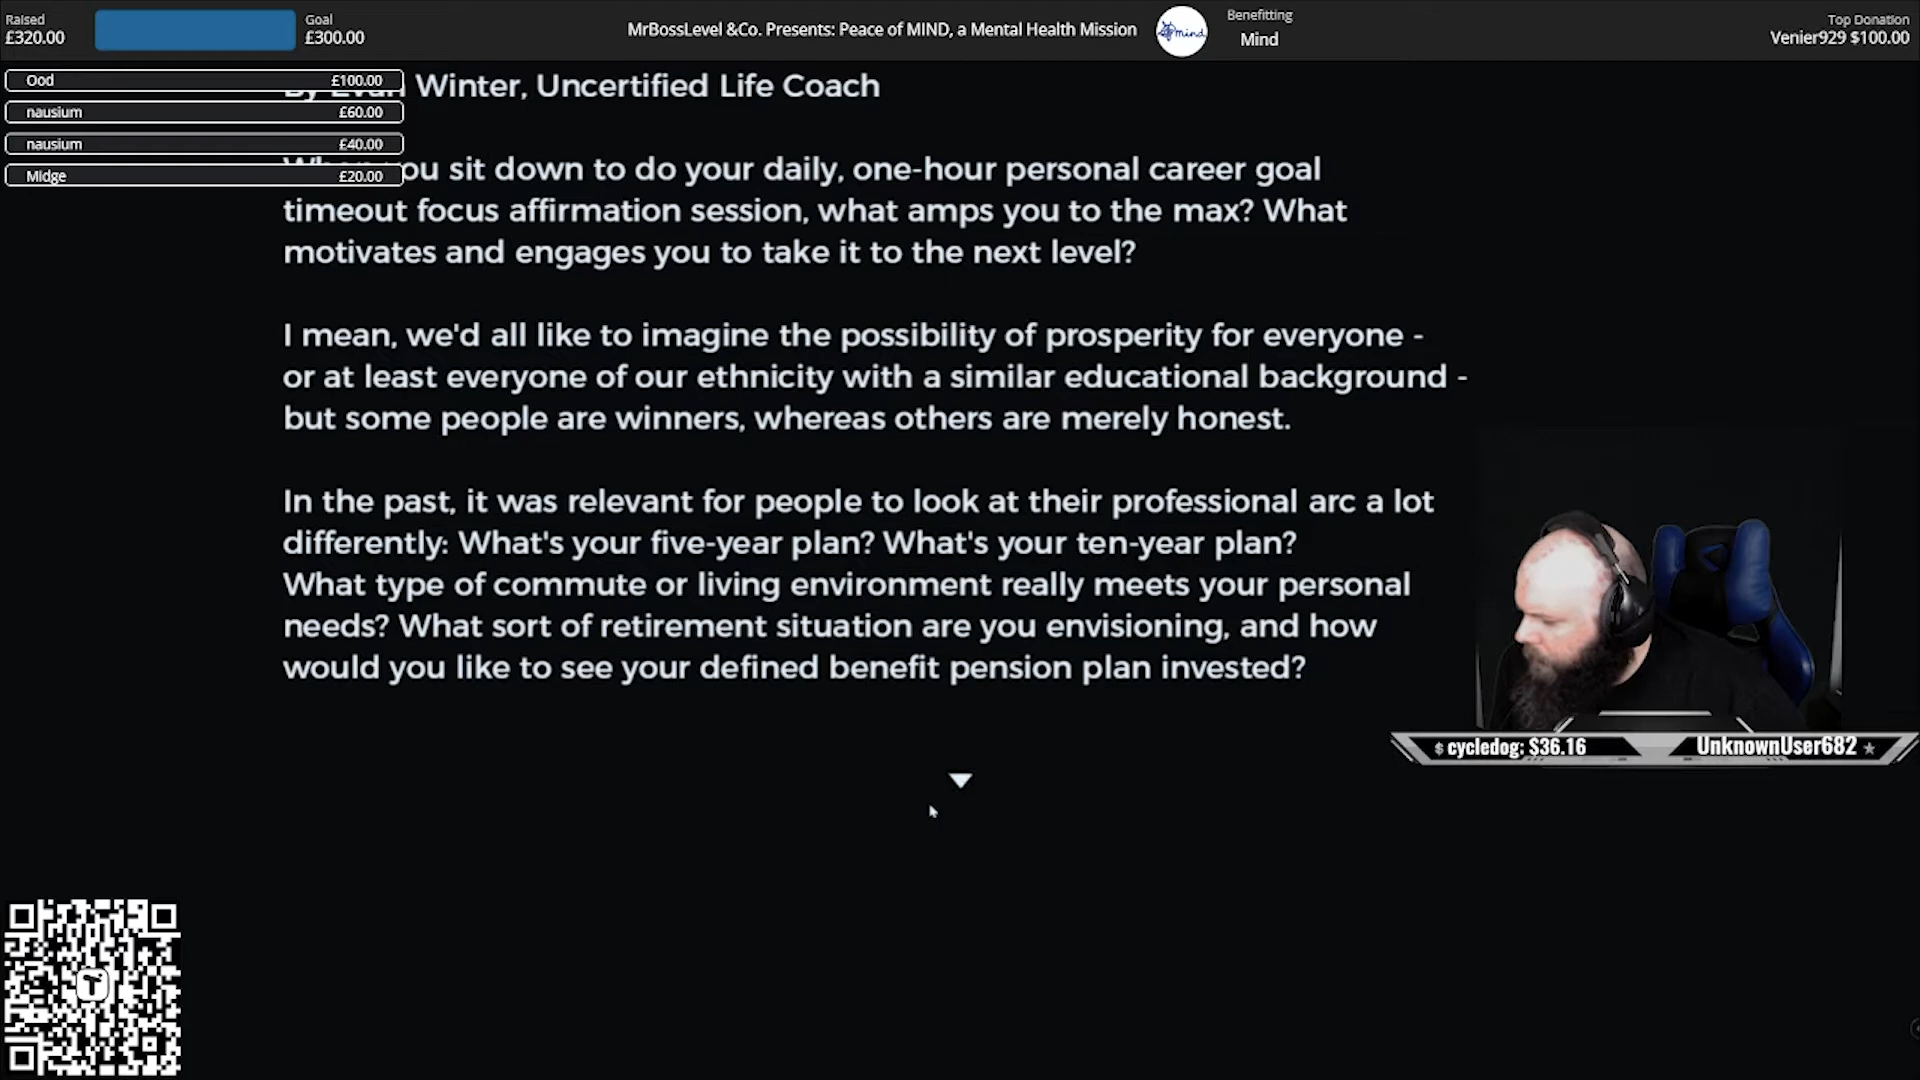 Raised
£320.00
Goal
£300.00
MrBossLevel &Co. Presents: Peace of MIND, a Mental Health Mission
mind
Benefitting
Mind
Top Donation
Venier929 $100.00
Ood £100.00
nausium £60.00
nausium £40.00
Midge £20.00
Winter, Uncertified Life Coach
you sit down to do your daily, one-hour personal career goal
timeout focus affirmation session, what amps you to the max? What
motivates and engages you to take it to the next level?
I mean, we'd all like to imagine the possibility of prosperity for everyone -
or at least everyone of our ethnicity with a similar educational background -
but some people are winners, whereas others are merely honest.
In the past, it was relevant for people to look at their professional arc a lot
differently: What's your five-year plan? What's your ten-year plan?
What type of commute or living environment really meets your personal
needs? What sort of retirement situation are you envisioning, and how
would you like to see your defined benefit pension plan invested?
$ cycledog: $36.16
UnknownUser682